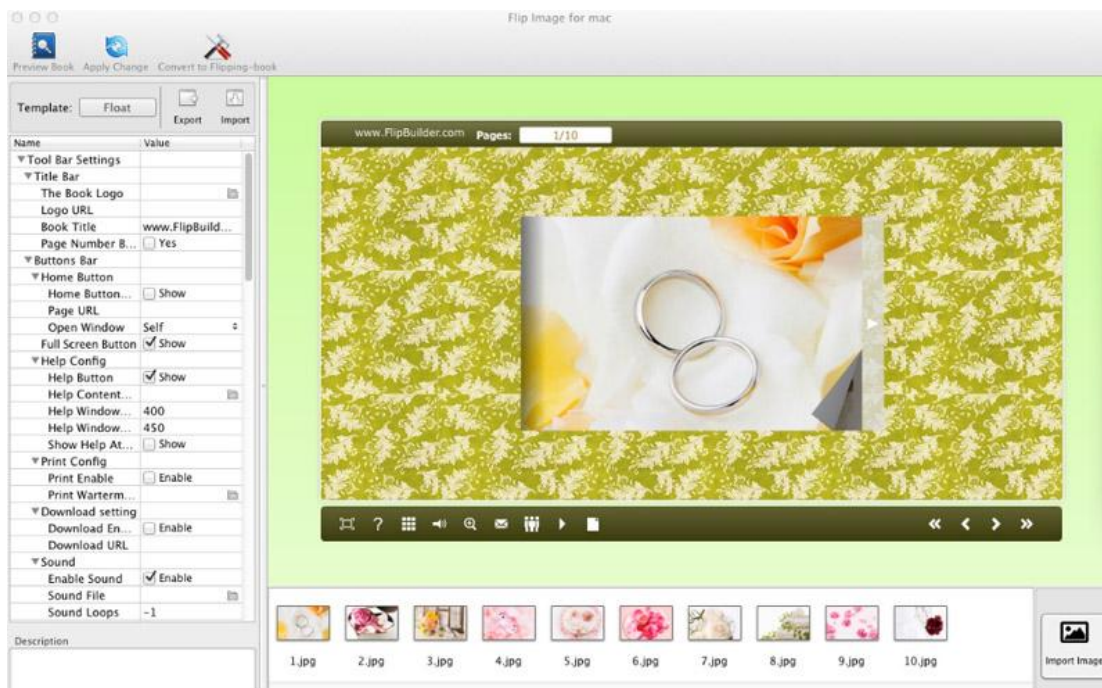 Flip Image for mac
Preview Book Apply Change Convert to Flipping-book
Template: Float Export Import
Name Value
Tool Bar Settings
Title Bar
The Book Logo
Logo URL
Book Title www.FlipBuild...
Page Number B... Yes
Buttons Bar
Home Button
Home Button... Show
Page URL
Open Window Self
Full Screen Button Show
Help Config
Help Button Show
Help Content...
Help Window... 400
Help Window... 450
Show Help At... Show
Print Config
Print Enable Enable
Print Warterm...
Download setting
Download En... Enable
Download URL
Sound
Enable Sound Enable
Sound File
Sound Loops -1
Description
www.FlipBuilder.com Pages: 1/10
1.jpg 2.jpg 3.jpg 4.jpg 5.jpg 6.jpg 7.jpg 8.jpg 9.jpg 10.jpg
Import Image